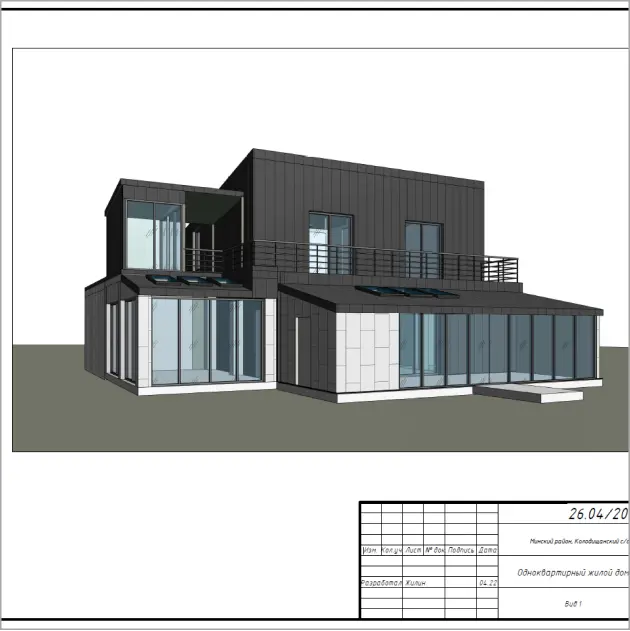 26.04/20
Минский район, Колодищанский с/с
Изм. Кол.уч Лист № док Подпись Дата
Одноквартирный жилой дом
Разработал Жилин 04.22
Вид 1